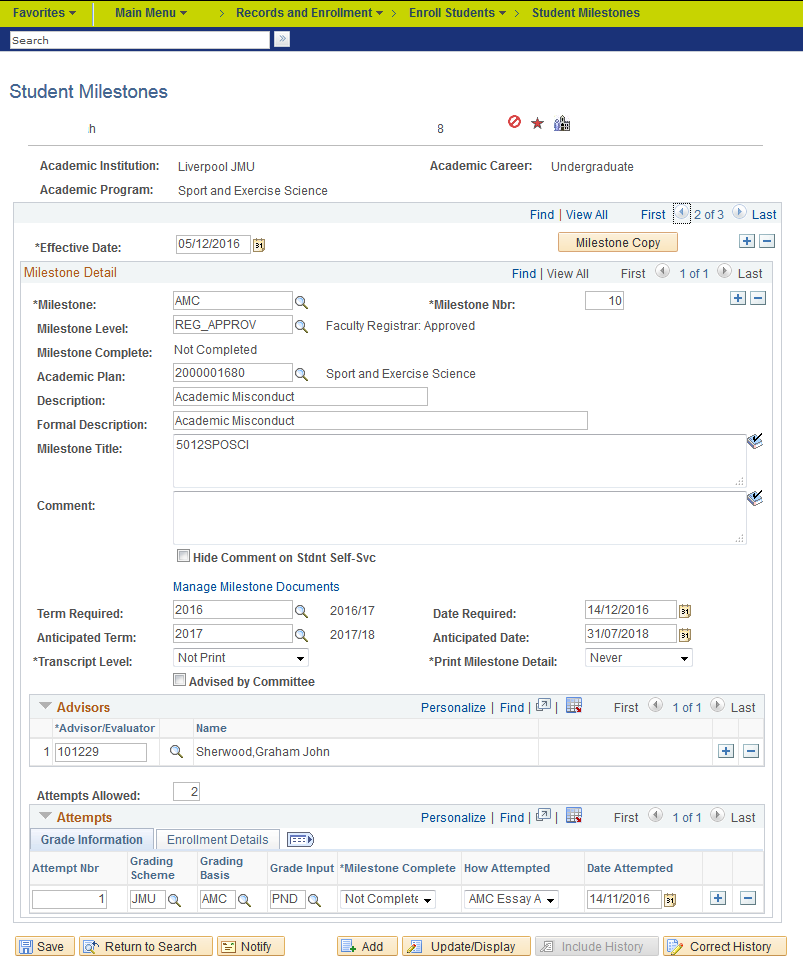 Favorites Main Menu > Records and Enrollment > Enroll Students > Student Milestones
Search »
Student Milestones
.h 8
Academic Institution: Liverpool JMU Academic Career: Undergraduate
Academic Program: Sport and Exercise Science
Find | View All First 2 of 3 Last
*Effective Date: 05/12/2016 31 Milestone Copy
Milestone Detail Find | View All First 1 of 1 Last
*Milestone: AMC *Milestone Nbr: 10
Milestone Level: REG_APPROV Faculty Registrar: Approved
Milestone Complete: Not Completed
Academic Plan: 2000001680 Sport and Exercise Science
Description: Academic Misconduct
Formal Description: Academic Misconduct
Milestone Title: 5012SPOSCI
Comment:
Hide Comment on Stdnt Self-Svc
Manage Milestone Documents
Term Required: 2016 2016/17 Date Required: 14/12/2016 31
Anticipated Term: 2017 2017/18 Anticipated Date: 31/07/2018 31
*Transcript Level: Not Print *Print Milestone Detail: Never
Advised by Committee
Advisors Personalize | Find | First 1 of 1 Last
*Advisor/Evaluator Name
1 101229 Sherwood,Graham John
Attempts Allowed: 2
Attempts Personalize | Find | First 1 of 1 Last
Grade Information Enrollment Details
Attempt Nbr Grading Scheme Grading Basis Grade Input *Milestone Complete How Attempted Date Attempted
1 JMU AMC PND Not Complete AMC Essay A 14/11/2016 31
Save Return to Search Notify Add Update/Display Include History Correct History